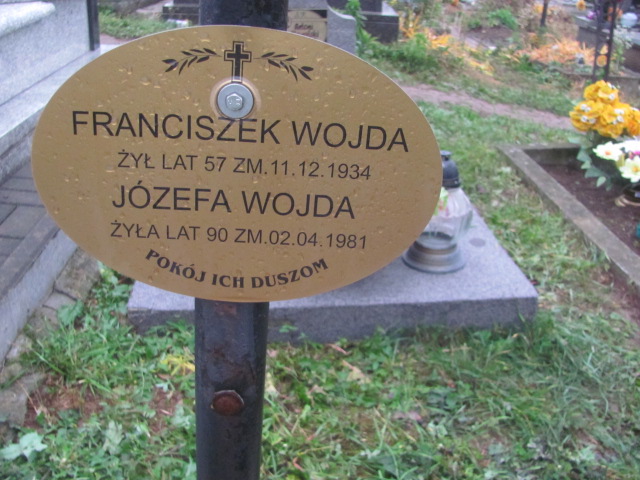 FRANCISZEK WOJDA
ŻYŁ LAT 57 ZM.11.12.1934
JÓZEFA WOJDA
ŻYŁA LAT 90 ZM.02.04.1981
POKÓJ ICH DUSZOM